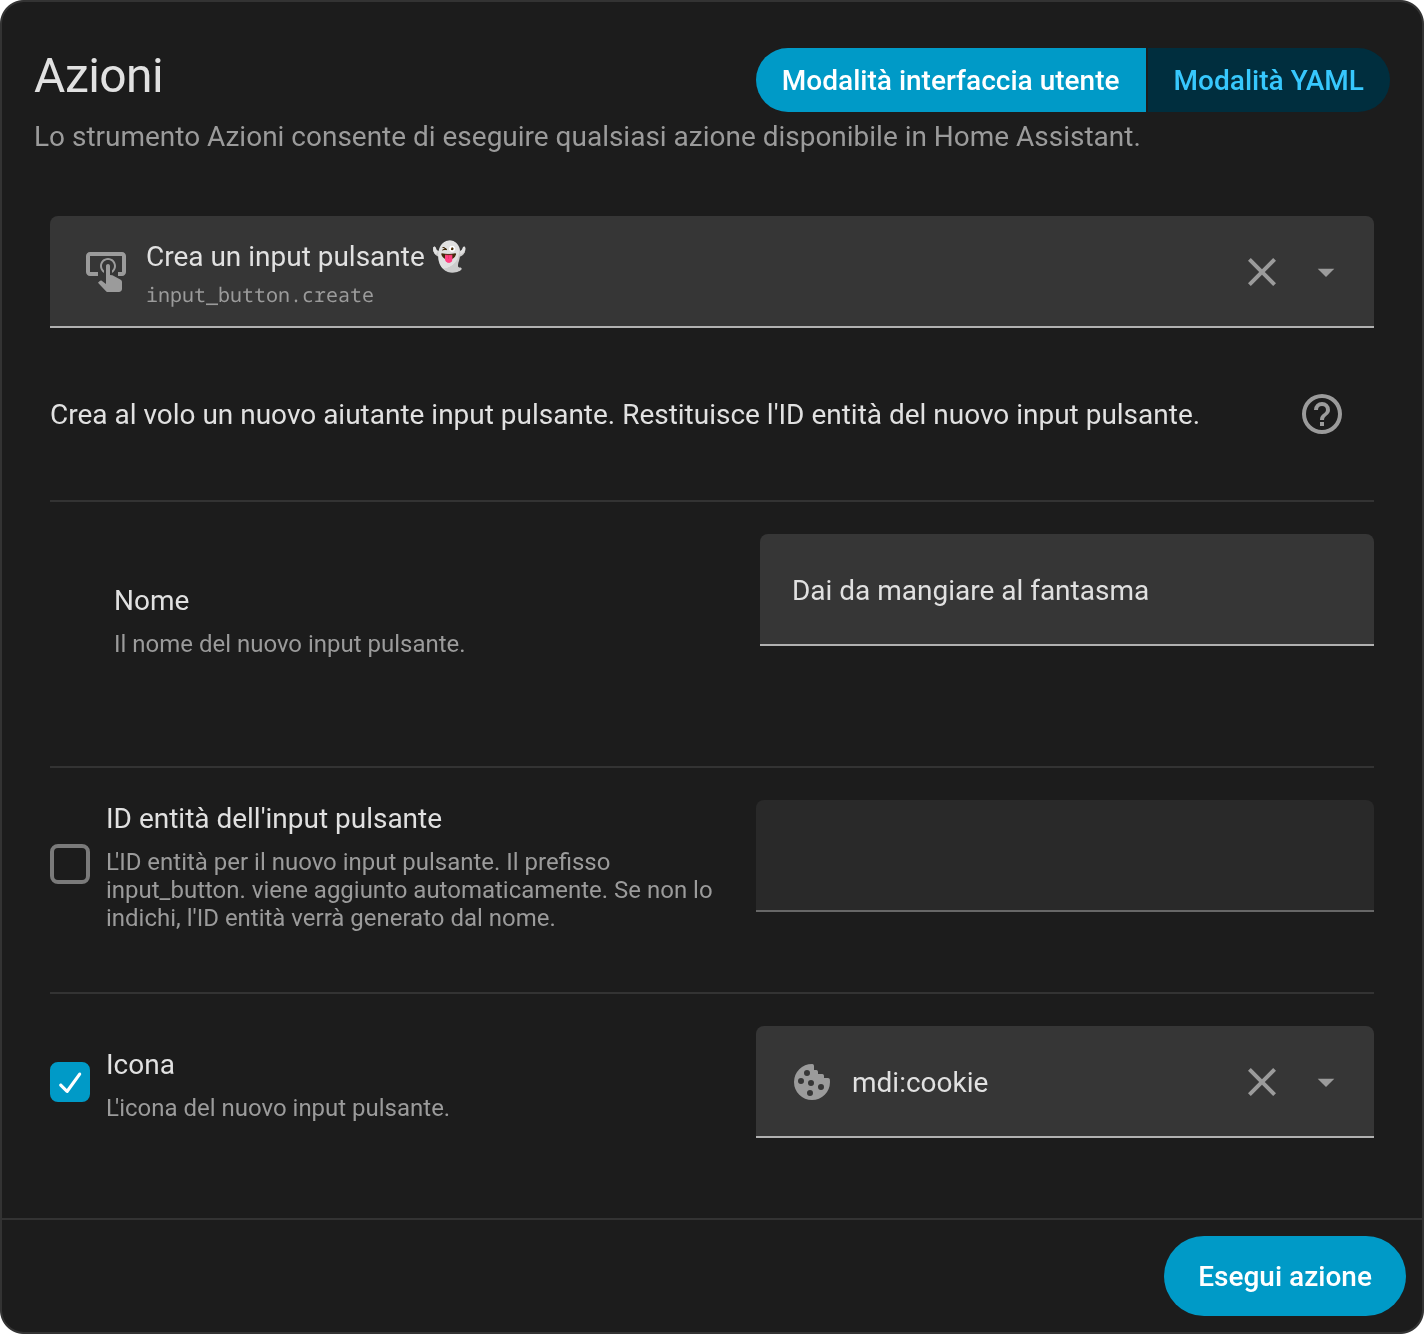 Azioni
Modalità interfaccia utente
Modalità YAML
Lo strumento Azioni consente di eseguire qualsiasi azione disponibile in Home Assistant.
Crea un input pulsante 👻
input_button.create
Crea al volo un nuovo aiutante input pulsante. Restituisce l'ID entità del nuovo input pulsante.
Nome
Il nome del nuovo input pulsante.
Dai da mangiare al fantasma
ID entità dell'input pulsante
L'ID entità per il nuovo input pulsante. Il prefisso
input_button. viene aggiunto automaticamente. Se non lo
indichi, l'ID entità verrà generato dal nome.
Icona
L'icona del nuovo input pulsante.
mdi:cookie
Esegui azione